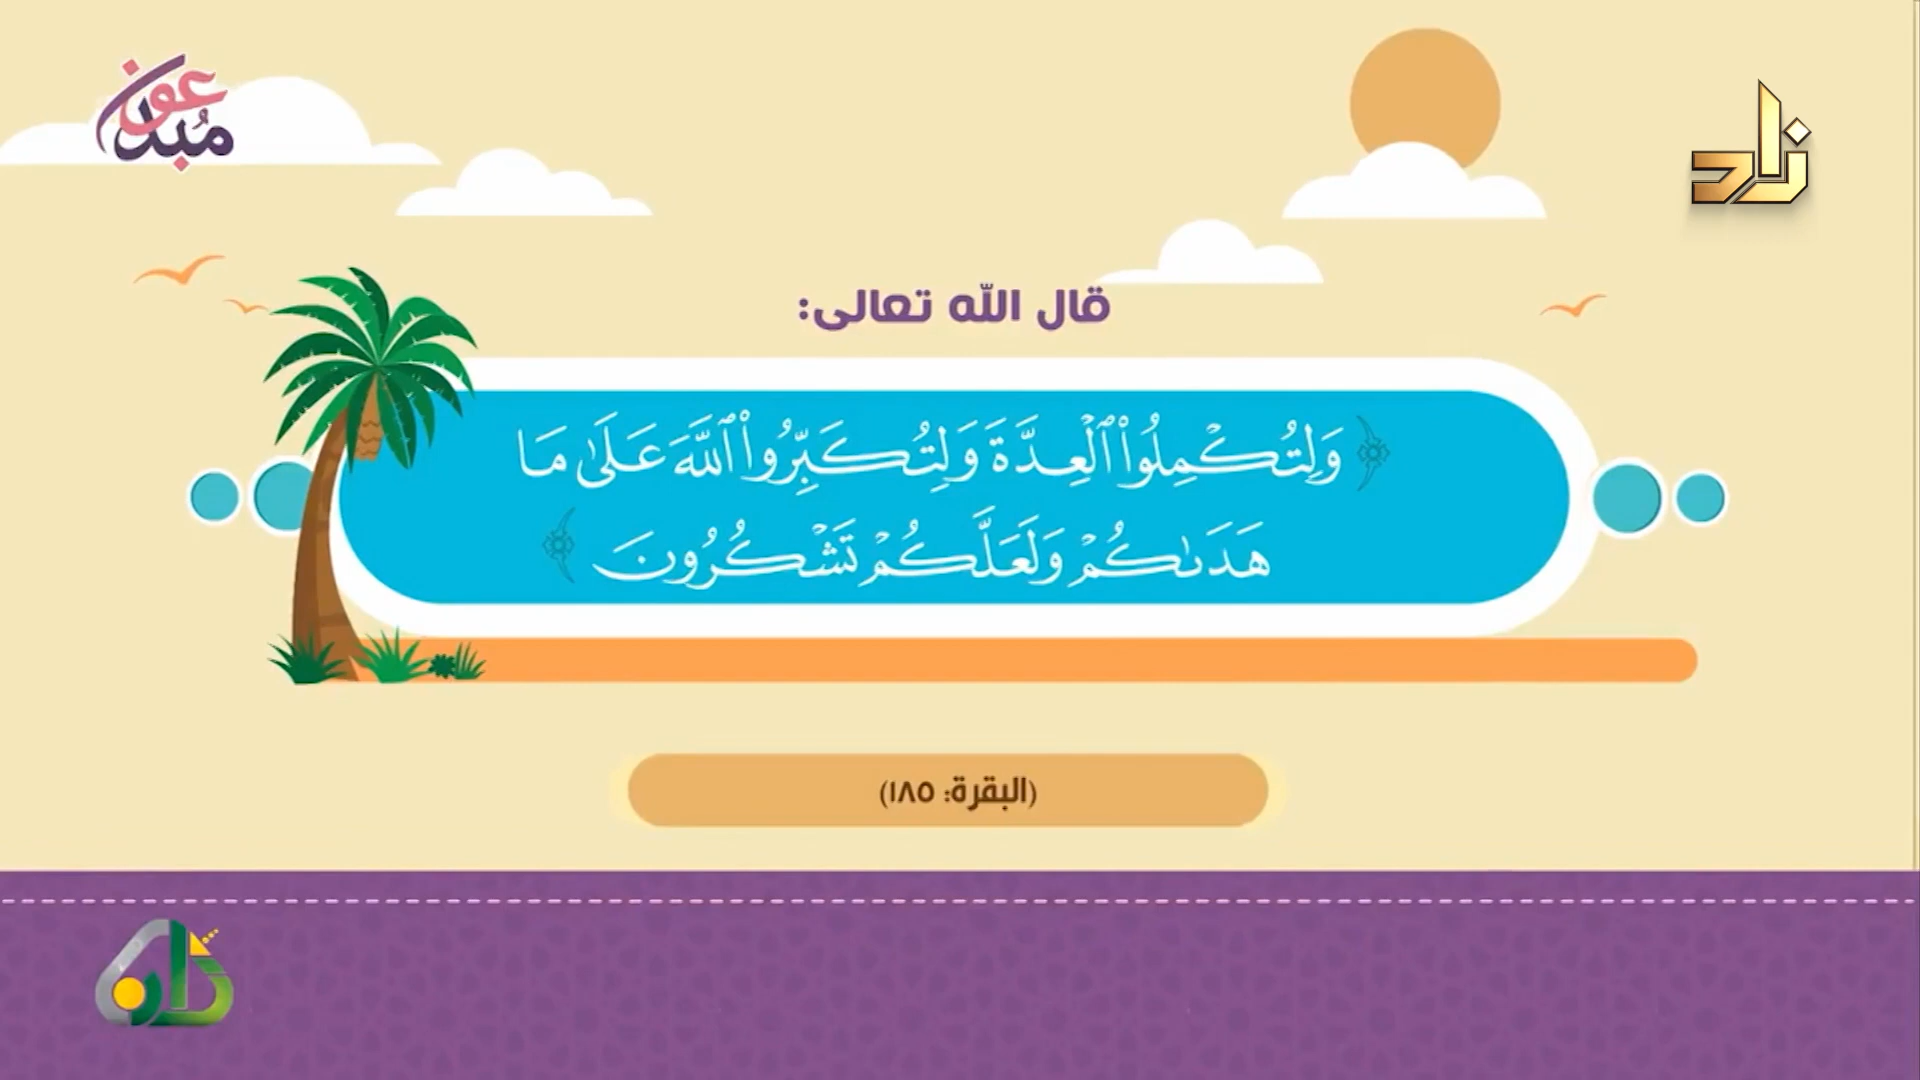 مُبدعون
زاد
قال الله تعالى:
﴿وَلِتُكْمِلُوا۟ ٱلْعِدَّةَ وَلِتُكَبِّرُوا۟ ٱللَّهَ عَلَىٰ مَا
هَدَىٰكُمْ وَلَعَلَّكُمْ تَشْكُرُونَ﴾
(البقرة: ١٨٥)